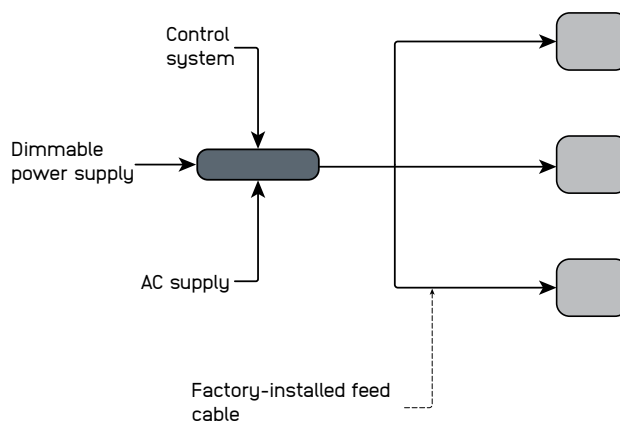 Control
system
Dimmable
power supply
AC supply
Factory-installed feed
cable